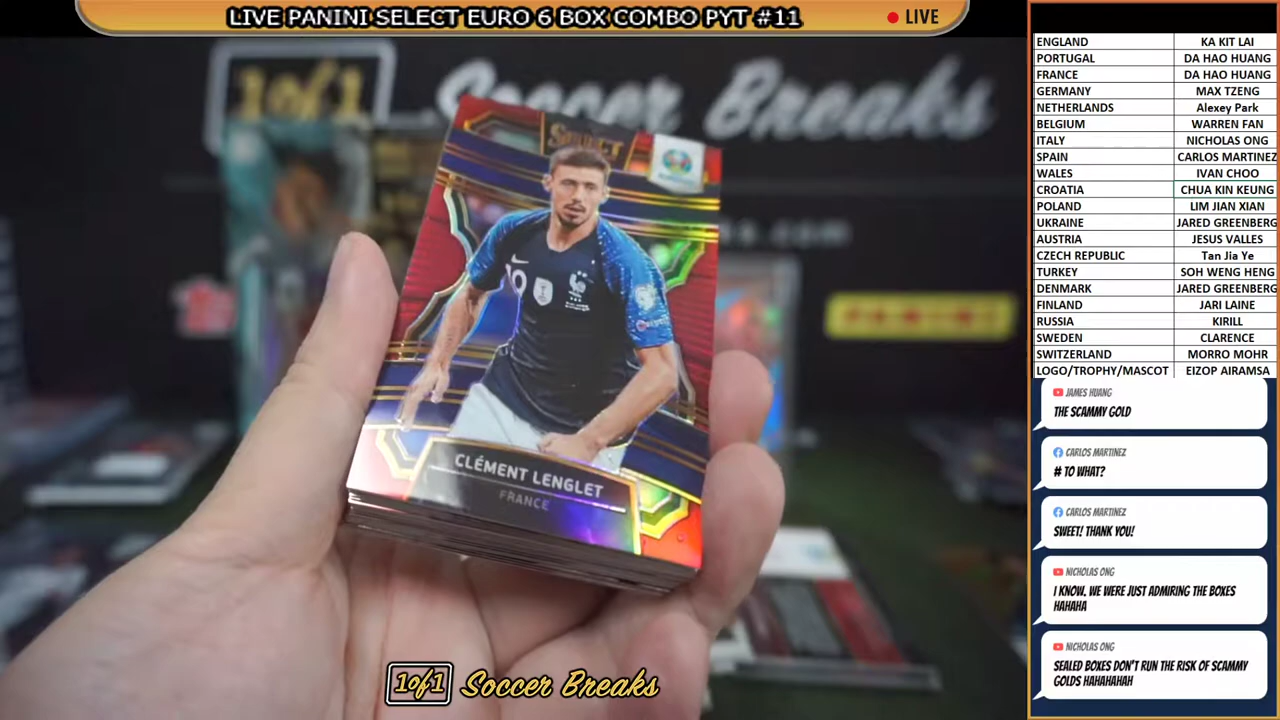 LIVE PANINI SELECT EURO 6 BOX COMBO PYT #11
LIVE
1of1
Soccer Breaks
SELECT
19
CLÉMENT LENGLET
FRANCE
PANINI
1of1 Soccer Breaks
ENGLAND KA KIT LAI
PORTUGAL DA HAO HUANG
FRANCE DA HAO HUANG
GERMANY MAX TZENG
NETHERLANDS Alexey Park
BELGIUM WARREN FAN
ITALY NICHOLAS ONG
SPAIN CARLOS MARTINEZ
WALES IVAN CHOO
CROATIA CHUA KIN KEUNG
POLAND LIM JIAN XIAN
UKRAINE JARED GREENBERG
AUSTRIA JESUS VALLES
CZECH REPUBLIC Tan Jia Ye
TURKEY SOH WENG HENG
DENMARK JARED GREENBERG
FINLAND JARI LAINE
RUSSIA KIRILL
SWEDEN CLARENCE
SWITZERLAND MORRO MOHR
LOGO/TROPHY/MASCOT EIZOP AIRAMSA
JAMES HUANG
THE SCAMMY GOLD
CARLOS MARTINEZ
# TO WHAT?
CARLOS MARTINEZ
SWEET! THANK YOU!
NICHOLAS ONG
I KNOW, WE WERE JUST ADMIRING THE BOXES
HAHAHA
NICHOLAS ONG
SEALED BOXES DON'T RUN THE RISK OF SCAMMY
GOLDS HAHAHAHAH